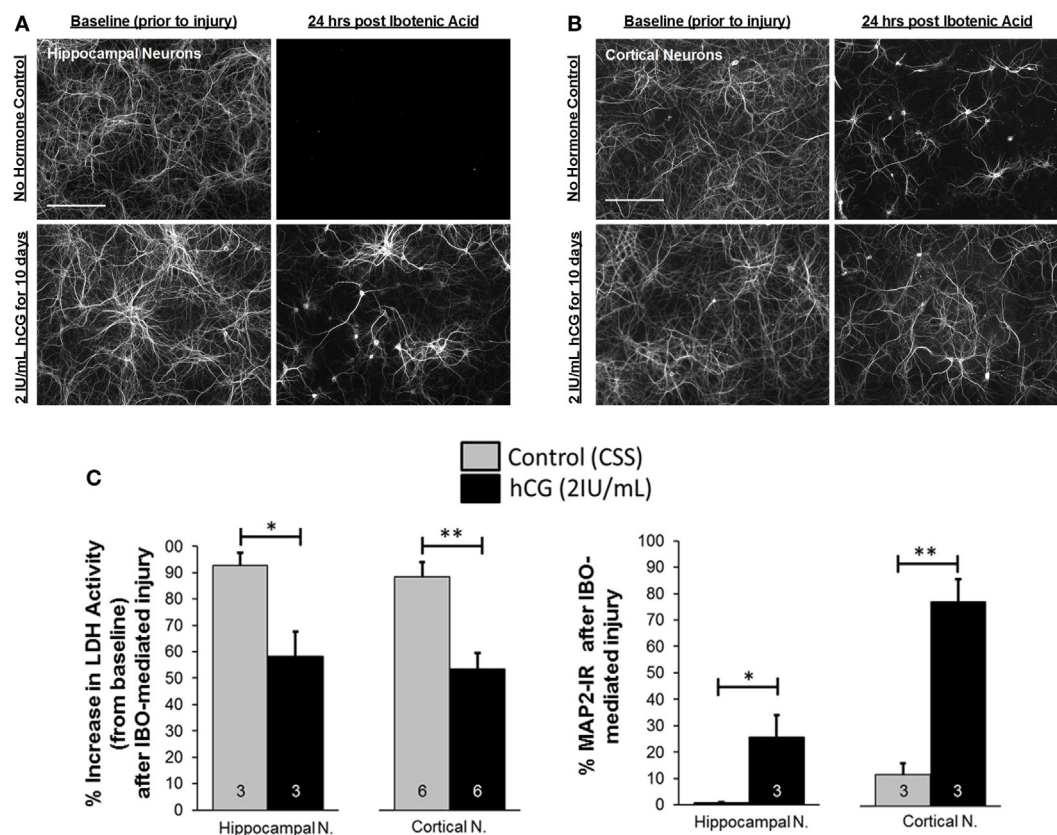 A
Baseline (prior to injury)
24 hrs post Ibotenic Acid
No Hormone Control
Hippocampal Neurons
2 IU/mL hCG for 10 days
B
Baseline (prior to injury)
24 hrs post Ibotenic Acid
No Hormone Control
Cortical Neurons
2 IU/mL hCG for 10 days
C
Control (CSS)
hCG (2IU/mL)
% Increase in LDH Activity
(from baseline)
after IBO-mediated injury
00
90
80
70
60
50
40
30
20
10
0
*
**
3
3
6
6
Hippocampal N.
Cortical N.
% MAP2-IR after IBO-
mediated injury
100
90
80
70
60
50
40
30
20
10
0
*
**
3
3
3
Hippocampal N.
Cortical N.